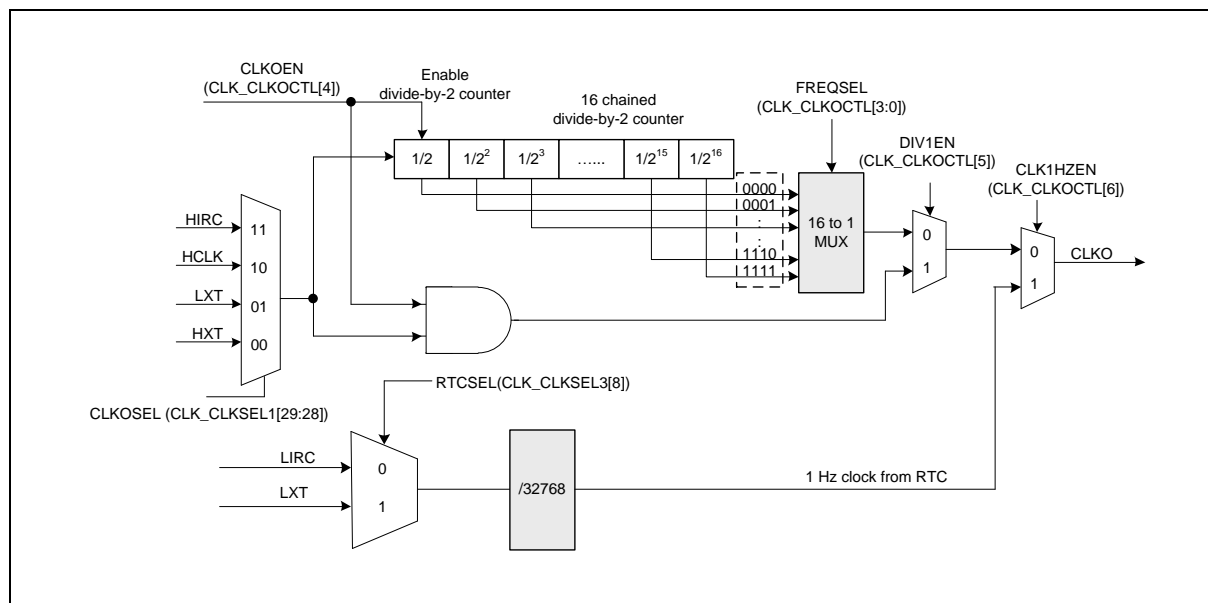 CLKOEN
(CLK_CLKOCTL[4])
Enable
divide-by-2 counter
16 chained
divide-by-2 counter
FREQSEL
(CLK_CLKOCTL[3:0])
DIV1EN
(CLK_CLKOCTL[5])
CLK1HZEN
(CLK_CLKOCTL[6])
1/2
1/2²
1/2³
…...
1/2¹⁵
1/2¹⁶
0000
0001
:
:
1110
1111
16 to 1
MUX
0
1
0
1
CLKO
HIRC
HCLK
LXT
HXT
11
10
01
00
CLKOSEL (CLK_CLKSEL1[29:28])
RTCSEL(CLK_CLKSEL3[8])
LIRC
LXT
0
1
/32768
1 Hz clock from RTC